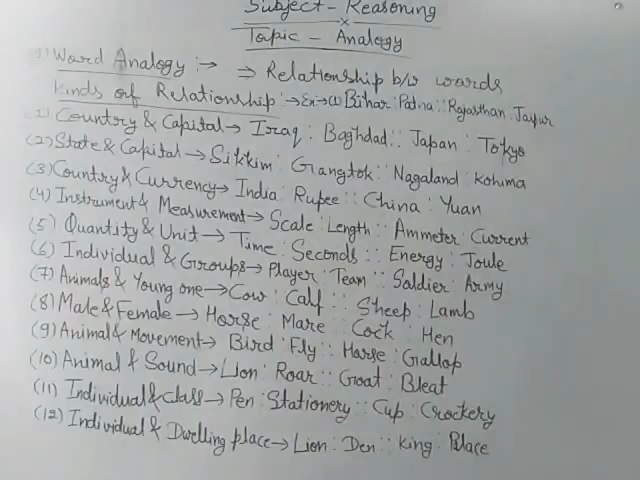 Subject - Reasoning
Topic - Analogy
1) Word Analogy :→ ⇒ Relationship b/w words
Kinds of Relationship :→ Ex → (1) Bihar : Patna :: Rajasthan : Jaipur
(1) Country & Capital → Iraq : Baghdad :: Japan : Tokyo
(2) State & Capital → Sikkim : Gangtok :: Nagaland : Kohima
(3) Country & Currency → India : Rupee :: China : Yuan
(4) Instrument & Measurement → Scale : Length :: Ammeter : Current
(5) Quantity & Unit → Time : Seconds :: Energy : Joule
(6) Individual & Groups → Player : Team :: Saldier : Army
(7) Animals & Young one → Cow : Calf :: Sheep : Lamb
(8) Male & Female → Horse : Mare :: Cock : Hen
(9) Animal & Movement → Bird : Fly :: Harse : Gallop
(10) Animal & Sound → Lion : Roar :: Goat : Bleat
(11) Individual & Class → Pen : Stationery :: Cup : Crockery
(12) Individual & Dwelling place → Lion : Den :: King : Palace